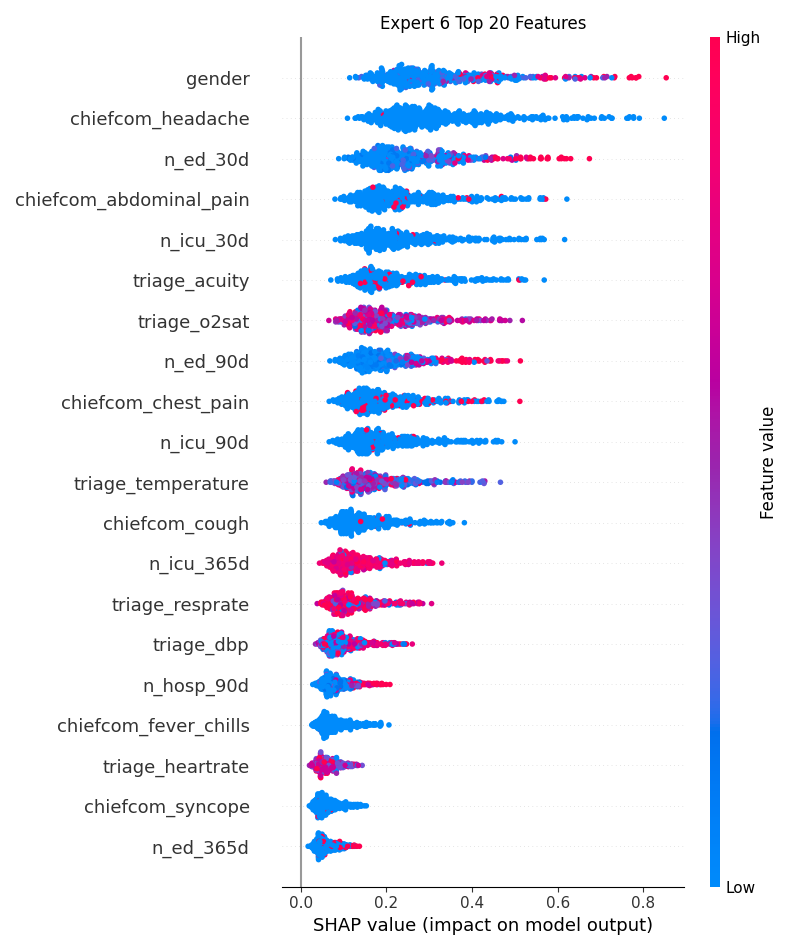 Expert 6 Top 20 Features
High
gender
chiefcom_headache
n_ed_30d
chiefcom_abdominal_pain
n_icu_30d
triage_acuity
triage_o2sat
n_ed_90d
chiefcom_chest_pain
n_icu_90d
triage_temperature
chiefcom_cough
n_icu_365d
triage_resprate
triage_dbp
n_hosp_90d
chiefcom_fever_chills
triage_heartrate
chiefcom_syncope
n_ed_365d
Feature value
Low
0.0 0.2 0.4 0.6 0.8
SHAP value (impact on model output)